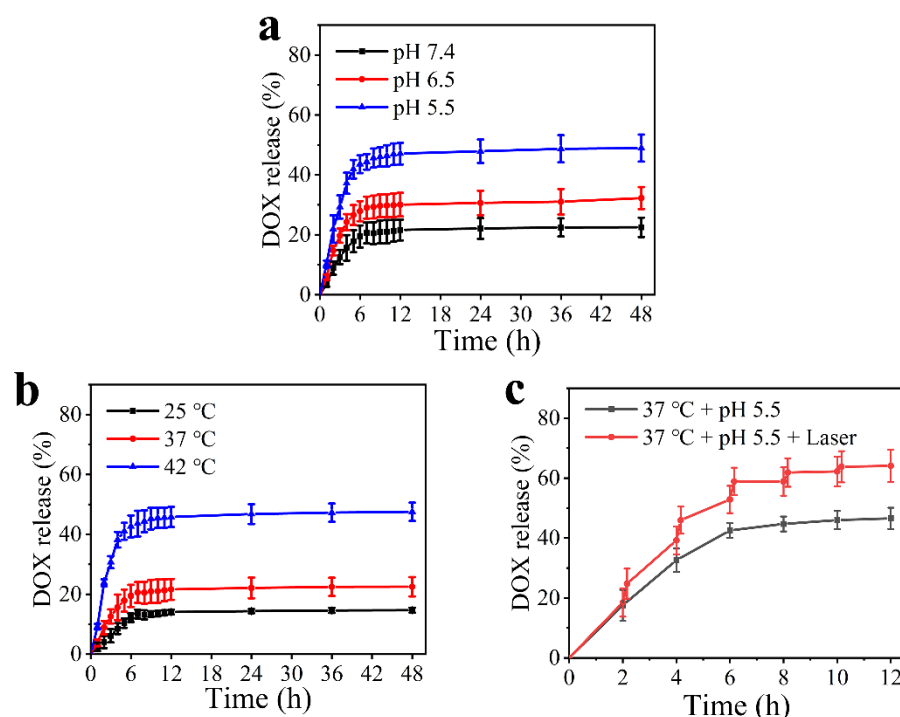 a
80
60
40
20
0
DOX release (%)
pH 7.4
pH 6.5
pH 5.5
0 6 12 18 24 30 36 42 48
Time (h)
b
80
60
40
20
0
DOX release (%)
25 ℃
37 ℃
42 ℃
0 6 12 18 24 30 36 42 48
Time (h)
c
80
60
40
20
0
DOX release (%)
37 ℃ + pH 5.5
37 ℃ + pH 5.5 + Laser
0 2 4 6 8 10 12
Time (h)